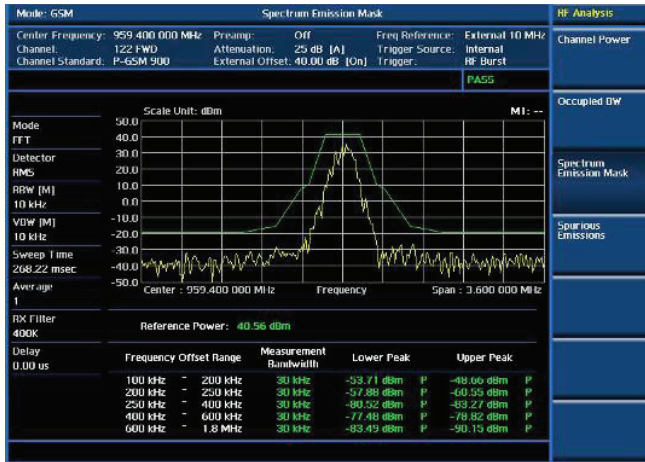 Mode: GSM Spectrum Emission Mask RF Analysis
Center Frequency: 959.400 000 MHz Preamp: Off Freq Reference: External 10 MHz
Channel: 122 FWD Attenuation: 25 dB [A] Trigger Source: Internal
Channel Standard: P-GSM 900 External Offset: 40.00 dB [On] Trigger: RF Burst
PASS
Channel Power
Occupied BW
Spectrum
Emission Mask
Spurious
Emissions
Mode
FFT
Detector
RMS
RBW [M]
10 kHz
VBW [M]
10 kHz
Sweep Time
268.22 msec
Average
1
RX Filter
400K
Delay
0.00 us
Scale Unit: dBm M1: --
50.0
40.0
30.0
20.0
10.0
0.0
-10.0
-20.0
-30.0
-40.0
-50.0
Center : 959.400 000 MHz Frequency Span : 3.600 000 MHz
Reference Power: 40.56 dBm
Frequency Offset Range Measurement Bandwidth Lower Peak Upper Peak
100 kHz - 200 kHz 30 kHz -53.71 dBm P -48.66 dBm P
200 kHz - 250 kHz 30 kHz -57.88 dBm P -60.55 dBm P
250 kHz - 400 kHz 30 kHz -80.52 dBm P -83.27 dBm P
400 kHz - 600 kHz 30 kHz -77.48 dBm P -78.82 dBm P
600 kHz - 1.8 MHz 30 kHz -83.49 dBm P -90.15 dBm P